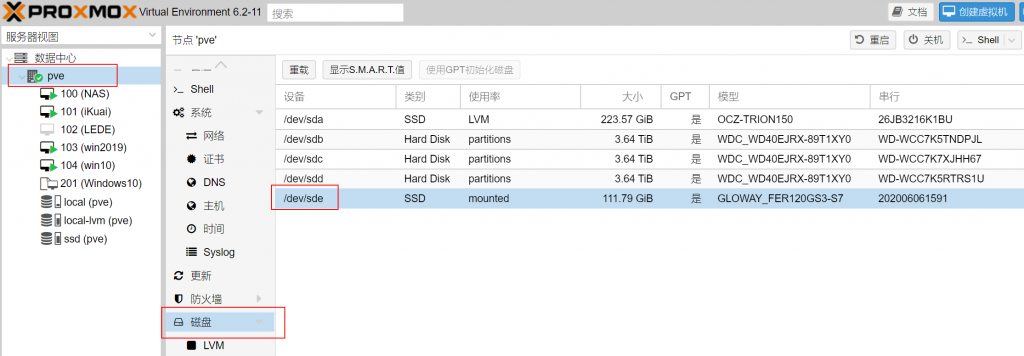 PROXMOX Virtual Environment 6.2-11 搜索 文档 创建虚拟机
服务器视图
数据中心
pve
100 (NAS)
101 (iKuai)
102 (LEDE)
103 (win2019)
104 (win10)
201 (Windows10)
local (pve)
local-lvm (pve)
ssd (pve)
节点 'pve' 重启 关机 Shell
Shell
系统
网络
证书
DNS
主机
时间
Syslog
更新
防火墙
磁盘
LVM
重载 显示S.M.A.R.T.值 使用GPT初始化磁盘
设备 类别 使用率 大小 GPT 模型 串行
/dev/sda SSD LVM 223.57 GiB 是 OCZ-TRION150 26JB3216K1BU
/dev/sdb Hard Disk partitions 3.64 TiB 是 WDC_WD40EJRX-89T1XY0 WD-WCC7K5TNDPJL
/dev/sdc Hard Disk partitions 3.64 TiB 是 WDC_WD40EJRX-89T1XY0 WD-WCC7K7XJHH67
/dev/sdd Hard Disk partitions 3.64 TiB 是 WDC_WD40EJRX-89T1XY0 WD-WCC7K5RTRS1U
/dev/sde SSD mounted 111.79 GiB 是 GLOWAY_FER120GS3-S7 202006061591